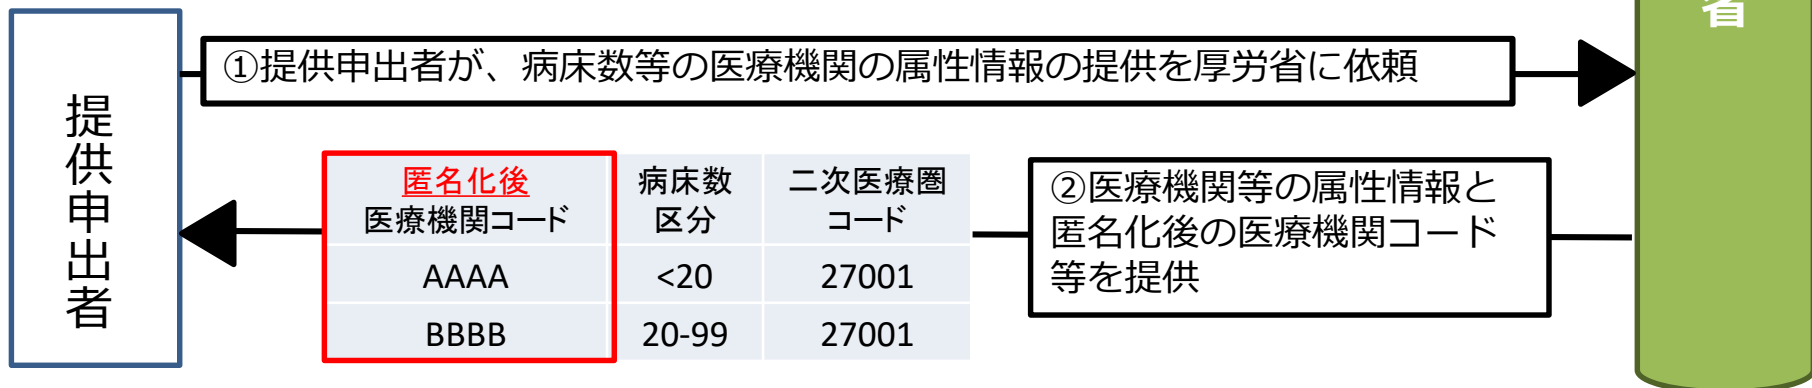 省
①提供申出者が、病床数等の医療機関の属性情報の提供を厚労省に依頼
提供申出者
匿名化後
医療機関コード
病床数
区分
二次医療圏
コード
AAAA
<20
27001
BBBB
20-99
27001
②医療機関等の属性情報と
匿名化後の医療機関コード
等を提供